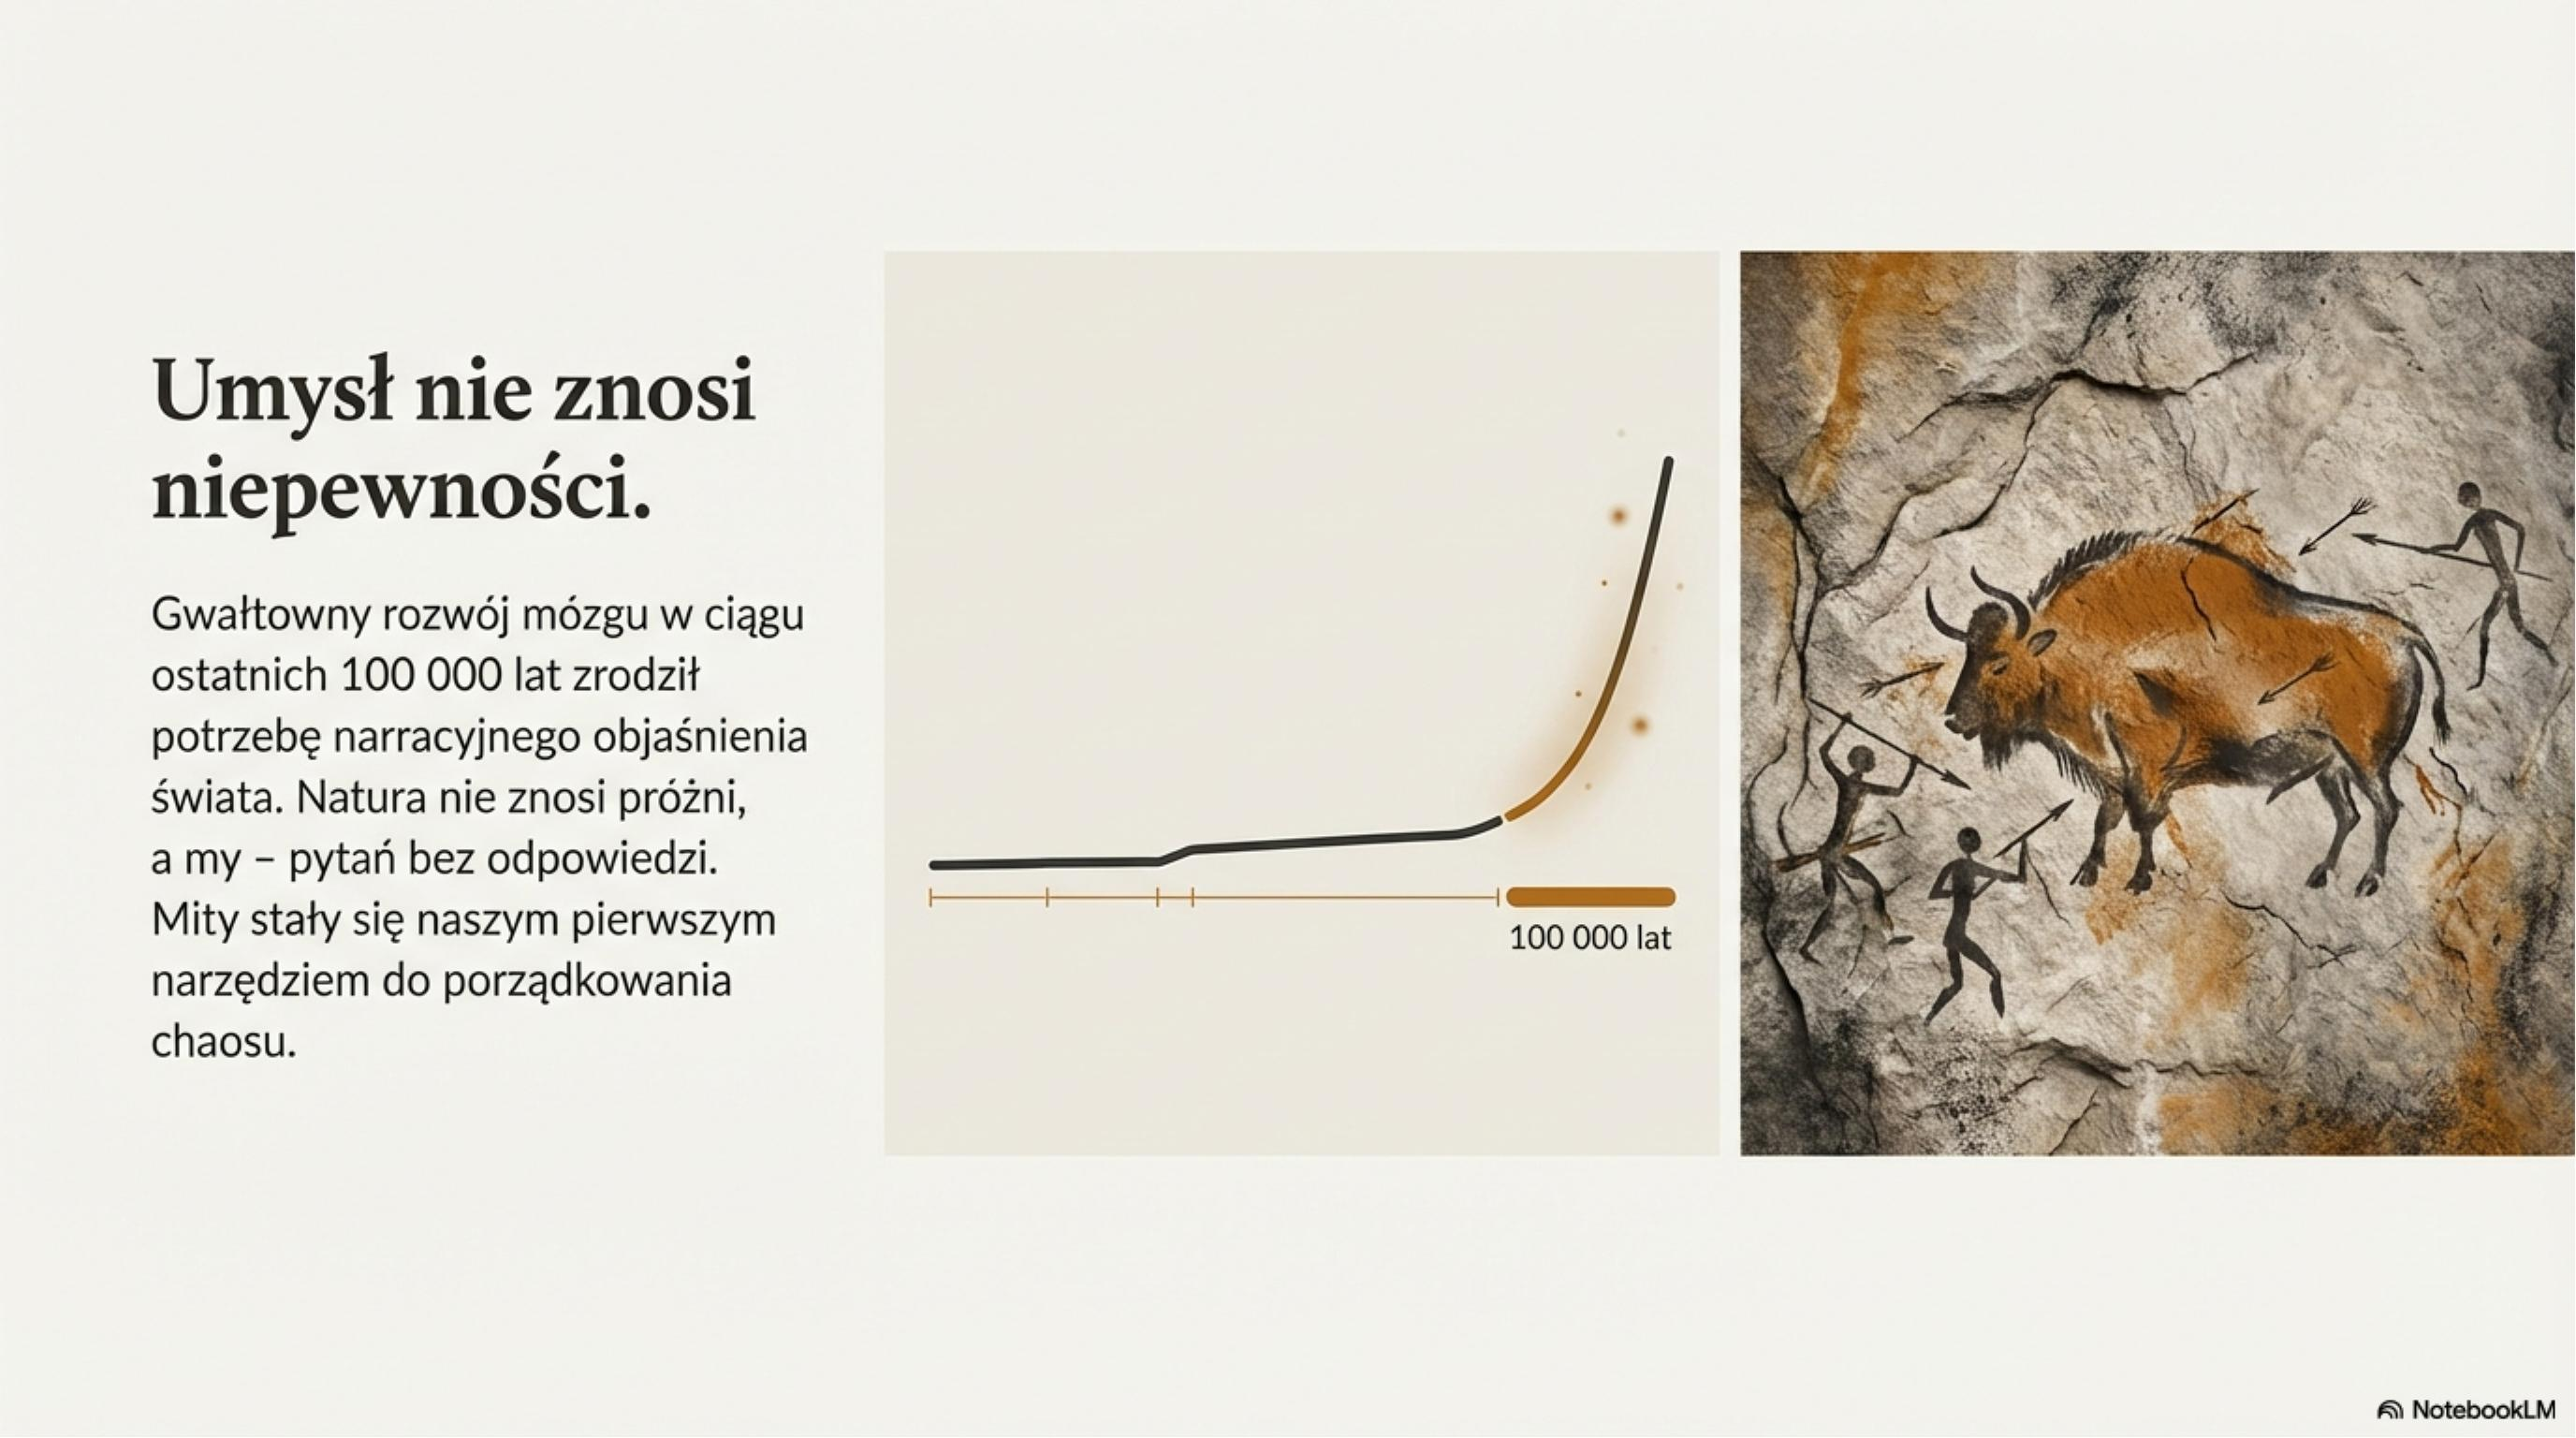 Umysł nie znosi
niepewności.
Gwałtowny rozwój mózgu w ciągu
ostatnich 100 000 lat zrodził
potrzebę narracyjnego objaśnienia
świata. Natura nie znosi próżni,
a my – pytań bez odpowiedzi.
Mity stały się naszym pierwszym
narzędziem do porządkowania
chaosu.
100 000 lat
NotebookLM